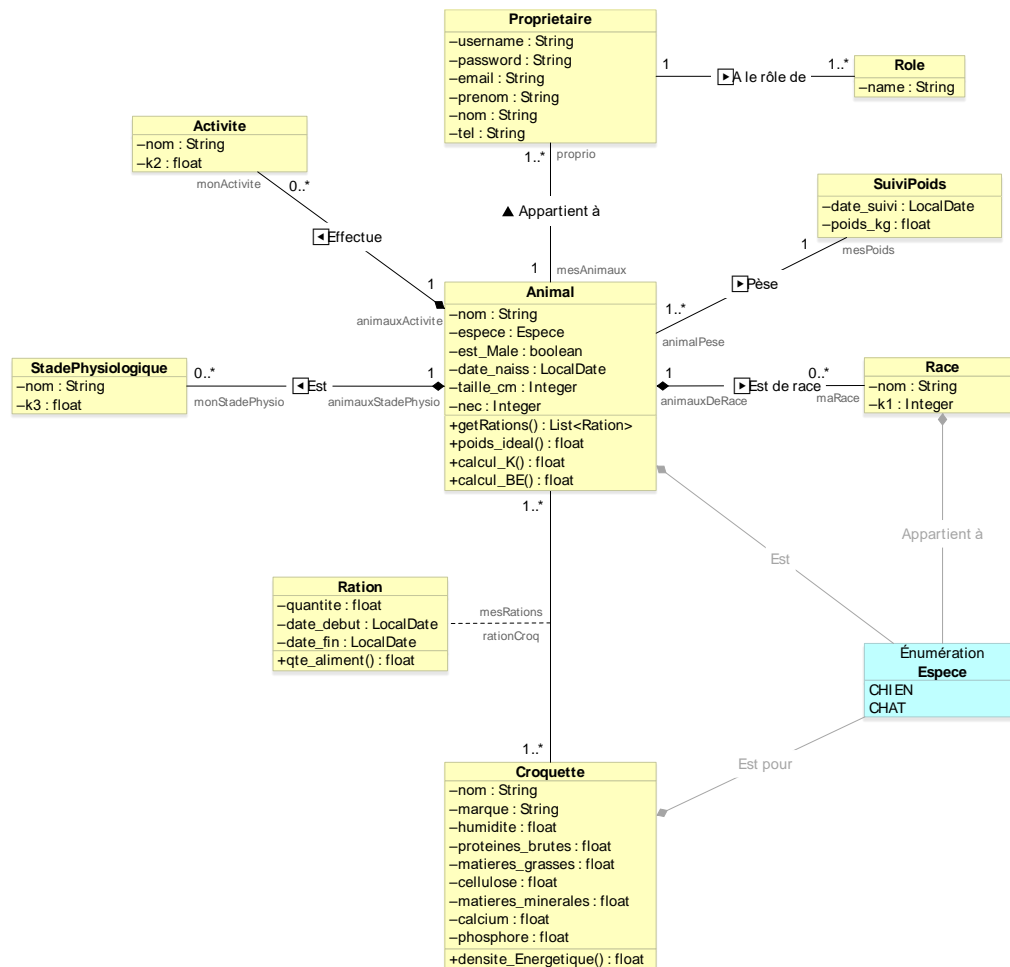 Proprietaire
–username : String
–password : String
–email : String
–prenom : String
–nom : String
–tel : String
1
A le rôle de
1..*
Role
–name : String
Activite
–nom : String
–k2 : float
monActivite
0..*
Effectue
1
animauxActivite
1..*
proprio
▲ Appartient à
1
mesAnimaux
SuiviPoids
–date_suivi : LocalDate
–poids_kg : float
1
mesPoids
Pèse
1..*
animalPese
Animal
–nom : String
–espece : Espece
–est_Male : boolean
–date_naiss : LocalDate
–taille_cm : Integer
–nec : Integer
+getRations() : List<Ration>
+poids_ideal() : float
+calcul_K() : float
+calcul_BE() : float
StadePhysiologique
–nom : String
–k3 : float
0..*
monStadePhysio
Est
1
animauxStadePhysio
1
animauxDeRace
Est de race
0..*
maRace
Race
–nom : String
–k1 : Integer
Appartient à
Est
1..*
Ration
–quantite : float
–date_debut : LocalDate
–date_fin : LocalDate
+qte_aliment() : float
mesRations
rationCroq
Énumération
Espece
CHIEN
CHAT
Est pour
1..*
Croquette
–nom : String
–marque : String
–humidite : float
–proteines_brutes : float
–matieres_grasses : float
–cellulose : float
–matieres_minerales : float
–calcium : float
–phosphore : float
+densite_Energetique() : float